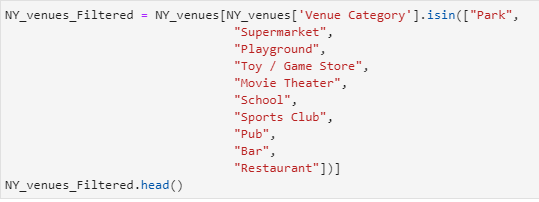 NY_venues_Filtered = NY_venues[NY_venues['Venue Category'].isin(["Park",
"Supermarket",
"Playground",
"Toy / Game Store",
"Movie Theater",
"School",
"Sports Club",
"Pub",
"Bar",
"Restaurant"])]
NY_venues_Filtered.head()